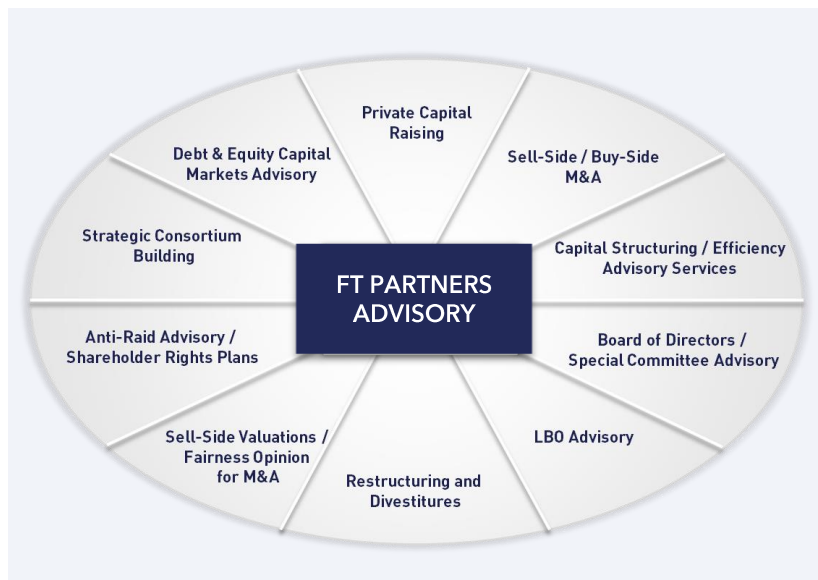 Private Capital
Raising
Debt & Equity Capital
Markets Advisory
Sell-Side / Buy-Side
M&A
Strategic Consortium
Building
Capital Structuring / Efficiency
Advisory Services
FT PARTNERS
ADVISORY
Anti-Raid Advisory /
Shareholder Rights Plans
Board of Directors /
Special Committee Advisory
Sell-Side Valuations /
Fairness Opinion
for M&A
LBO Advisory
Restructuring and
Divestitures